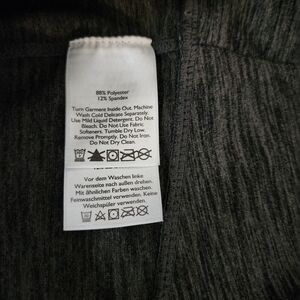 88% Polyester
12% Spandex
Turn Garment Inside Out. Machine
Wash Cold Delicate Separately.
Use Mild Liquid Detergent. Do Not
Bleach. Do Not Use Fabric
Softeners. Tumble Dry Low.
Remove Promptly. Do Not Iron.
Do Not Dry Clean.
Vor dem Waschen linke
Warenseite nach außen drehen.
Mit ähnlichen Farben waschen.
Feinwaschmittel verwenden. Keine
Weichspüler verwenden